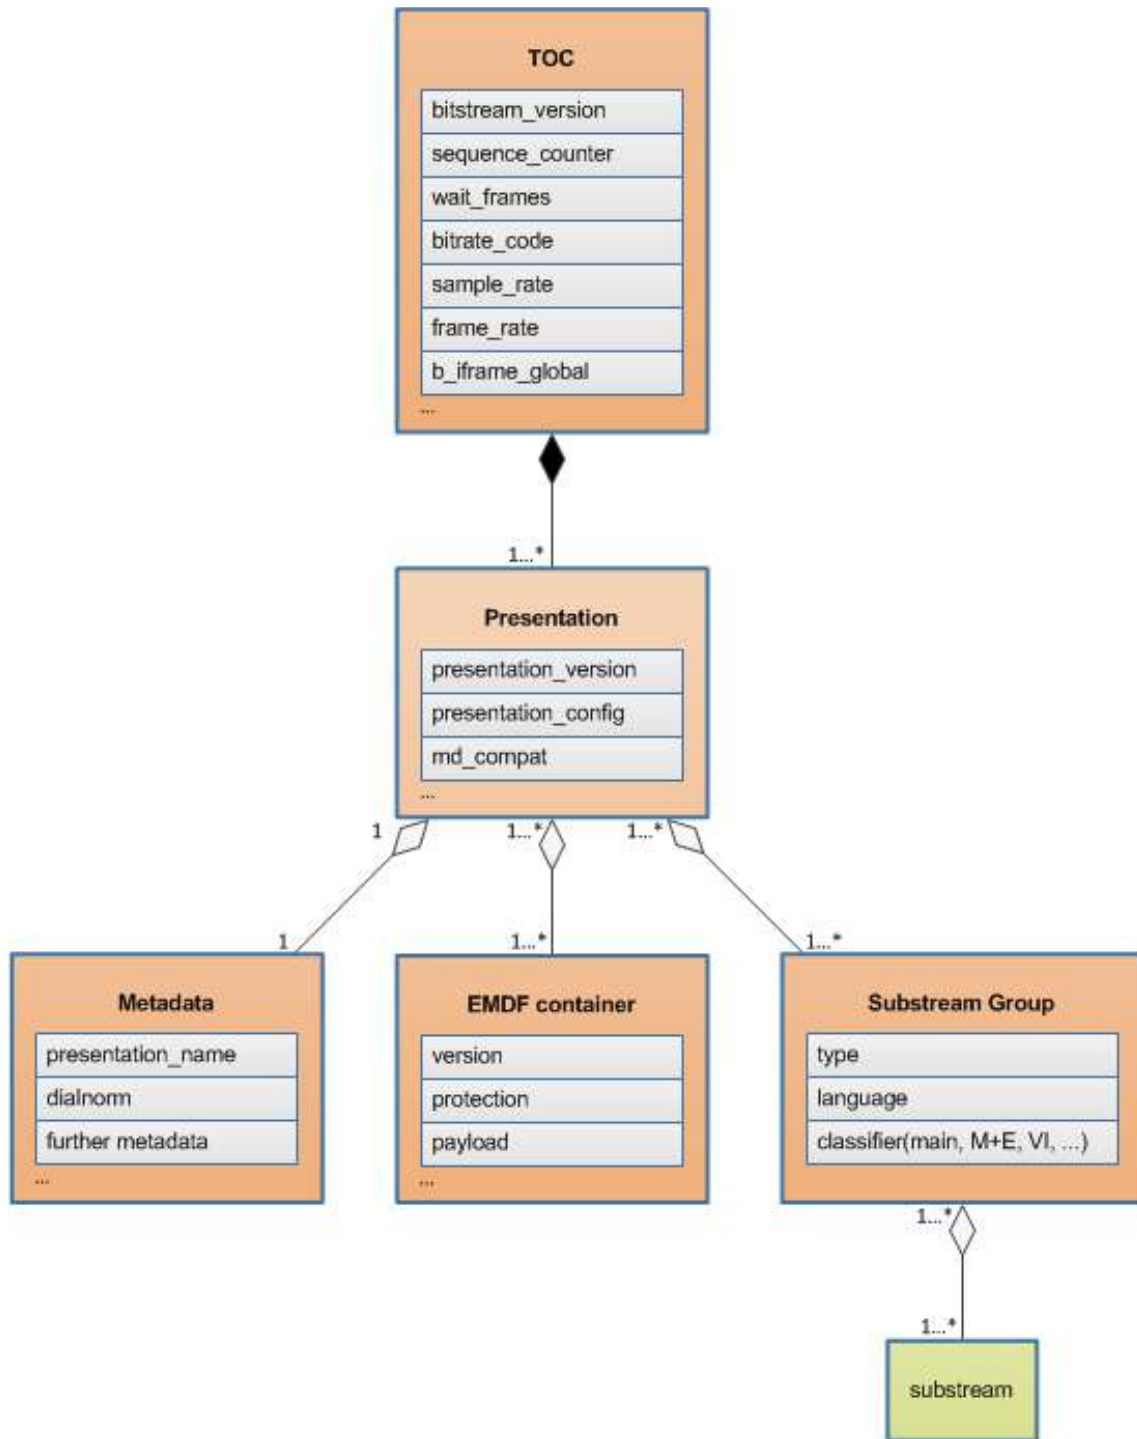 TOC
bitstream_version
sequence_counter
wait_frames
bitrate_code
sample_rate
frame_rate
b_iframe_global
...
1...*
Presentation
presentation_version
presentation_config
md_compat
...
1 1...* 1...*
1 1...* 1...*
Metadata
presentation_name
dialnorm
further metadata
...
EMDF container
version
protection
payload
...
Substream Group
type
language
classifier(main, M+E, VI, ...)
1...*
1...*
substream